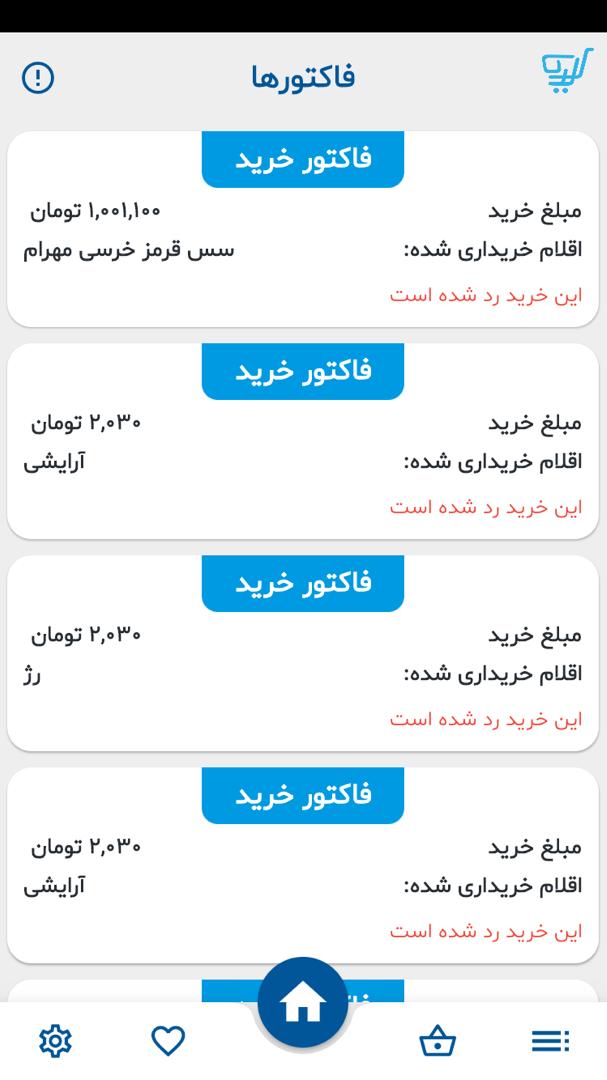 فاکتورها
فاکتور خرید
مبلغ خرید ۱,۰۰۱,۱۰۰ تومان
اقلام خریداری شده: سس قرمز خرسی مهرام
این خرید رد شده است
فاکتور خرید
مبلغ خرید ۲,۰۳۰ تومان
اقلام خریداری شده: آرایشی
این خرید رد شده است
فاکتور خرید
مبلغ خرید ۲,۰۳۰ تومان
اقلام خریداری شده: رژ
این خرید رد شده است
فاکتور خرید
مبلغ خرید ۲,۰۳۰ تومان
اقلام خریداری شده: آرایشی
این خرید رد شده است